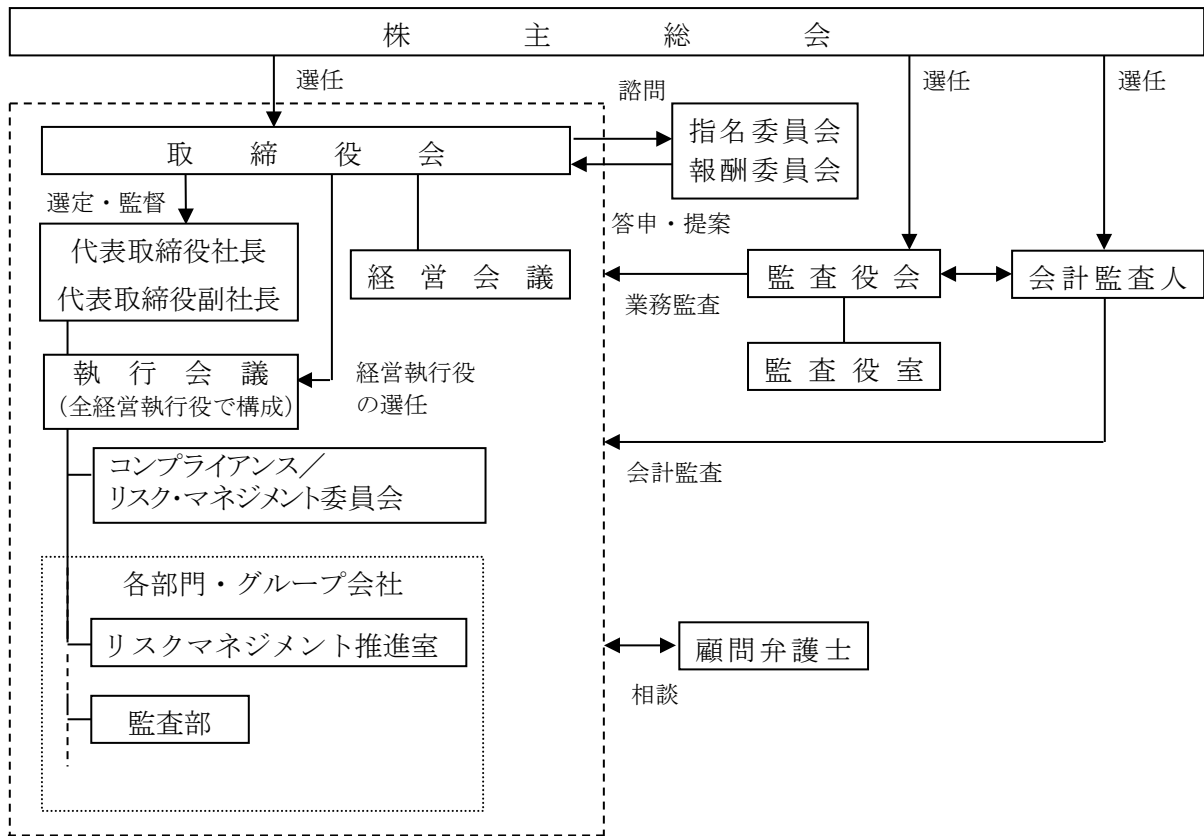 株主総会
選任
選任
選任
諮問
取締役会
指名委員会
報酬委員会
選定・監督
答申・提案
代表取締役社長
代表取締役副社長
経営会議
監査役会
会計監査人
業務監査
執行会議
(全経営執行役で構成)
経営執行役
の選任
監査役室
コンプライアンス／
リスク・マネジメント委員会
会計監査
各部門・グループ会社
リスクマネジメント推進室
顧問弁護士
相談
監査部